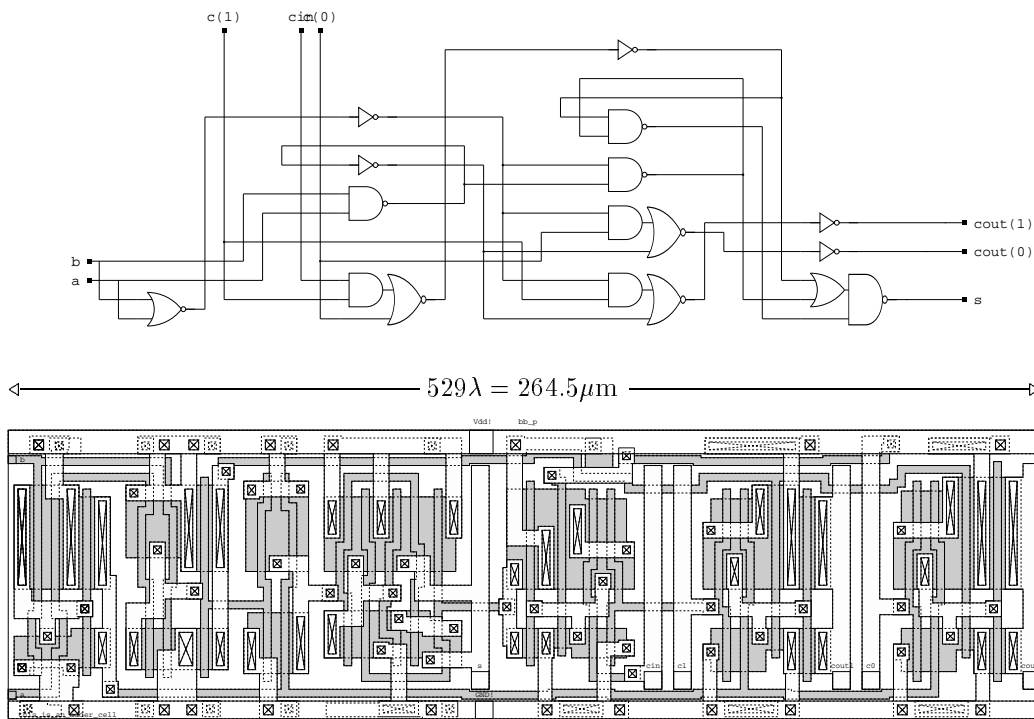 c(1)
cin
c(0)
cout(1)
b
cout(0)
a
s
529λ = 264.5μm
Vdd!
bb_p
b
s
cin
c1
cout1
c0
a
GND!